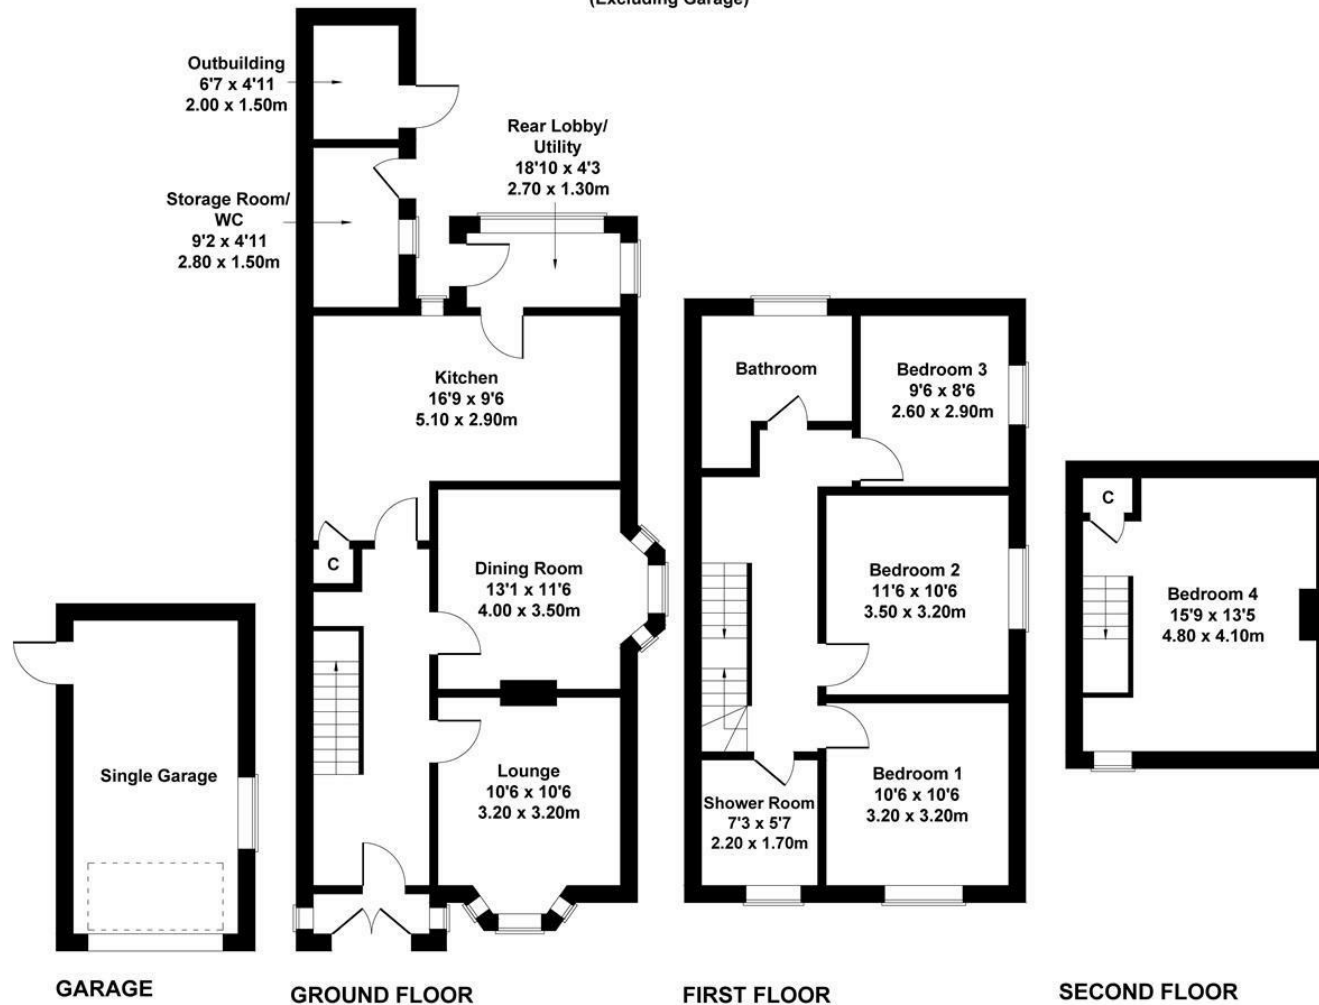 (Excluding Garage)
Outbuilding
6'7 x 4'11
2.00 x 1.50m
Rear Lobby/
Utility
18'10 x 4'3
2.70 x 1.30m
Storage Room/
WC
9'2 x 4'11
2.80 x 1.50m
Kitchen
16'9 x 9'6
5.10 x 2.90m
C
Dining Room
13'1 x 11'6
4.00 x 3.50m
Lounge
10'6 x 10'6
3.20 x 3.20m
Single Garage
Bathroom
Bedroom 3
9'6 x 8'6
2.60 x 2.90m
Bedroom 2
11'6 x 10'6
3.50 x 3.20m
Bedroom 1
10'6 x 10'6
3.20 x 3.20m
Shower Room
7'3 x 5'7
2.20 x 1.70m
C
Bedroom 4
15'9 x 13'5
4.80 x 4.10m
GARAGE
GROUND FLOOR
FIRST FLOOR
SECOND FLOOR